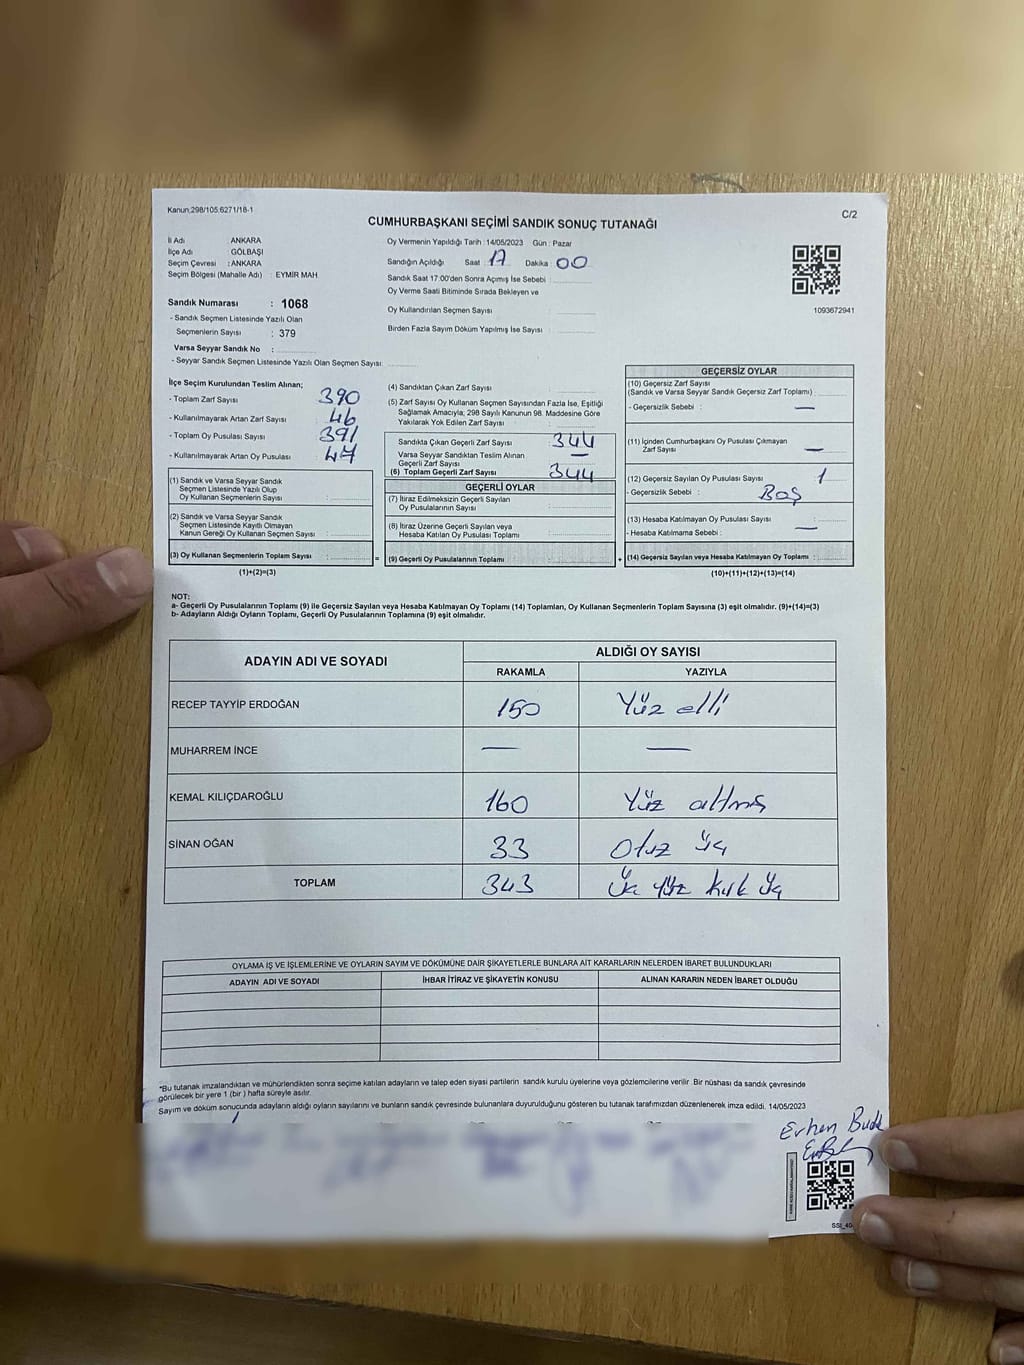 Kanun:298/105.6271/18-1
C/2
CUMHURBAŞKANI SEÇİMİ SANDIK SONUÇ TUTANAĞI
İl Adı : ANKARA
İlçe Adı : GÖLBAŞI
Seçim Çevresi : ANKARA
Seçim Bölgesi (Mahalle Adı) : EYMİR MAH.
Sandık Numarası : 1068
- Sandık Seçmen Listesinde Yazılı Olan
Seçmenlerin Sayısı : 379
Varsa Seyyar Sandık No :
- Seyyar Sandık Seçmen Listesinde Yazılı Olan Seçmen Sayısı:
Oy Vermenin Yapıldığı Tarih : 14/05/2023 Gün : Pazar
Sandığın Açıldığı Saat : 17 Dakika : 00
Sandık Saat 17.00'den Sonra Açımış İse Sebebi :
Oy Verme Saati Bitiminde Sırada Bekleyen ve
Oy Kullandırılan Seçmen Sayısı :
Birden Fazla Sayım Döküm Yapılmış İse Sayısı :
1093672941
İlçe Seçim Kurulundan Teslim Alınan;
- Toplam Zarf Sayısı : 390
- Kullanılmayarak Artan Zarf Sayısı : 46
- Toplam Oy Pusulası Sayısı : 391
- Kullanılmayarak Artan Oy Pusulası : 47
(1) Sandık ve Varsa Seyyar Sandık
Seçmen Listesinde Yazılı Olup
Oy Kullanan Seçmenlerin Sayısı :
(2) Sandık ve Varsa Seyyar Sandık
Seçmen Listesinde Kayıtlı Olmayan
Kanun Gereği Oy Kullanan Seçmen Sayısı :
(3) Oy Kullanan Seçmenlerin Toplam Sayısı :
(1)+(2)=(3)
(4) Sandıktan Çıkan Zarf Sayısı :
(5) Zarf Sayısı Oy Kullanan Seçmen Sayısından Fazla İse, Eşitliği
Sağlamak Amacıyla; 298 Sayılı Kanunun 98. Maddesine Göre
Yakılarak Yok Edilen Zarf Sayısı :
Sandıkta Çıkan Geçerli Zarf Sayısı : 344
Varsa Seyyar Sandıktan Teslim Alınan
Geçerli Zarf Sayısı : —
(6) Toplam Geçerli Zarf Sayısı : 344
GEÇERLİ OYLAR
(7) İtiraz Edilmeksizin Geçerli Sayılan
Oy Pusulalarının Sayısı :
(8) İtiraz Üzerine Geçerli Sayılan veya
Hesaba Katılan Oy Pusulası Toplamı :
= (9) Geçerli Oy Pusulalarının Toplamı :
GEÇERSİZ OYLAR
(10) Geçersiz Zarf Sayısı
(Sandık ve Varsa Seyyar Sandık Geçersiz Zarf Toplamı) :
- Geçersizlik Sebebi : —
(11) İçinden Cumhurbaşkanı Oy Pusulası Çıkmayan
Zarf Sayısı : —
(12) Geçersiz Sayılan Oy Pusulası Sayısı : 1
- Geçersizlik Sebebi : BOŞ
(13) Hesaba Katılmayan Oy Pusulası Sayısı :
- Hesaba Katılmama Sebebi : —
+ (14) Geçersiz Sayılan veya Hesaba Katılmayan Oy Toplamı :
(10)+(11)+(12)+(13)=(14)
NOT:
a- Geçerli Oy Pusulalarının Toplamı (9) ile Geçersiz Sayılan veya Hesaba Katılmayan Oy Toplamı (14) Toplamları, Oy Kullanan Seçmenlerin Toplam Sayısına (3) eşit olmalıdır. (9)+(14)=(3)
b- Adayların Aldığı Oyların Toplamı, Geçerli Oy Pusulalarının Toplamına (9) eşit olmalıdır.
ADAYIN ADI VE SOYADI ALDIĞI OY SAYISI
RAKAMLA YAZIYLA
RECEP TAYYİP ERDOĞAN 150 Yüz elli
MUHARREM İNCE — —
KEMAL KILIÇDAROĞLU 160 Yüz altmış
SİNAN OĞAN 33 Otuz üç
TOPLAM 343 Üç yüz kırk üç
OYLAMA İŞ VE İŞLEMLERİNE VE OYLARIN SAYIM VE DÖKÜMÜNE DAİR ŞİKAYETLERLE BUNLARA AİT KARARLARIN NELERDEN İBARET BULUNDUKLARI
ADAYIN ADI VE SOYADI İHBAR İTİRAZ VE ŞİKAYETİN KONUSU ALINAN KARARIN NEDEN İBARET OLDUĞU
*Bu tutanak imzalandıktan ve mühürlendikten sonra seçime katılan adayların ve talep eden siyasi partilerin sandık kurulu üyelerine veya gözlemcilerine verilir. Bir nüshası da sandık çevresinde
görülecek bir yere 1 (bir) hafta süreyle asılır.
Sayım ve döküm sonucunda adayların aldığı oyların sayılarını ve bunların sandık çevresinde bulunanlara duyurulduğunu gösteren bu tutanak tarafımızdan düzenlenerek imza edildi. 14/05/2023